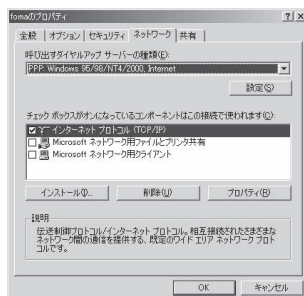 fomaのプロパティ
全般
オプション
セキュリティ
ネットワーク
共有
呼び出すダイヤルアップ サーバーの種類(E):
PPP: Windows 95/98/NT4/2000, Internet
設定(S)
チェック ボックスがオンになっているコンポーネントはこの接続で使われます(O):
インターネット プロトコル (TCP/IP)
Microsoft ネットワーク用ファイルとプリンタ共有
Microsoft ネットワーク用クライアント
インストール(I)...
削除(U)
プロパティ(R)
説明
伝送制御プロトコル/インターネット プロトコル。相互接続されたさまざまな
ネットワーク間の通信を提供する、既定のワイド エリア ネットワーク プロト
コルです。
OK
キャンセル